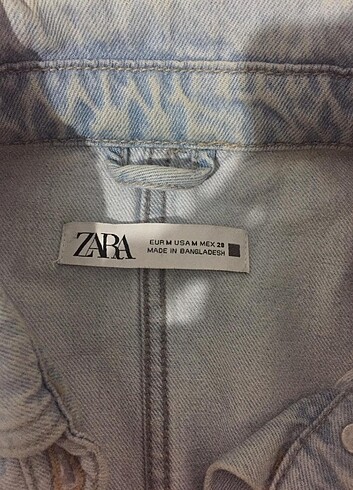 ZARA
EUR M USA M MEX 28
MADE IN BANGLADESH